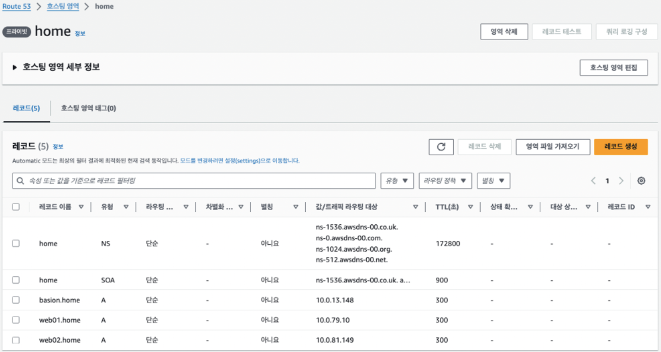 Route 53 > 호스팅 영역 > home
프라이빗 home 정보
영역 삭제 레코드 테스트 쿼리 로깅 구성
▶ 호스팅 영역 세부 정보 호스팅 영역 편집
레코드(5) 호스팅 영역 태그(0)
레코드 (5) 정보
레코드 삭제 영역 파일 가져오기 레코드 생성
Automatic 모드는 최상의 필터 결과에 최적화된 현재 검색 동작입니다. 모드를 변경하려면 설정(settings)으로 이동합니다.
속성 또는 값을 기준으로 레코드 필터링 유형 라우팅 정책 별칭 1
레코드 이름 유형 라우팅 ... 차별화 ... 별칭 값/트래픽 라우팅 대상 TTL(초) 상태 확... 대상 상... 레코드 ID
home NS 단순 - 아니요 ns-1536.awsdns-00.co.uk. 172800 - - -
ns-0.awsdns-00.com.
ns-1024.awsdns-00.org.
ns-512.awsdns-00.net.
home SOA 단순 - 아니요 ns-1536.awsdns-00.co.uk. a... 900 - - -
basion.home A 단순 - 아니요 10.0.13.148 300 - - -
web01.home A 단순 - 아니요 10.0.79.10 300 - - -
web02.home A 단순 - 아니요 10.0.81.149 300 - - -